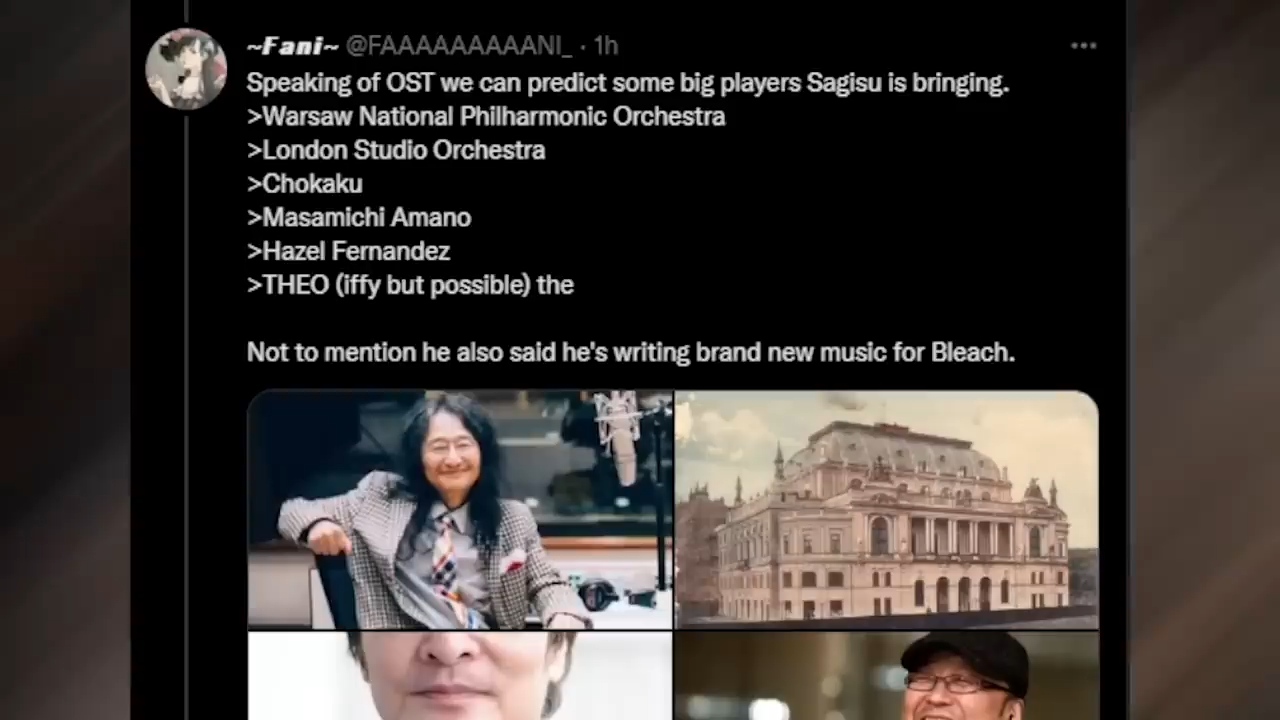 ~Fani~ @FAAAAAAAAANI_ · 1h
Speaking of OST we can predict some big players Sagisu is bringing.
>Warsaw National Philharmonic Orchestra
>London Studio Orchestra
>Chokaku
>Masamichi Amano
>Hazel Fernandez
>THEO (iffy but possible) the
Not to mention he also said he's writing brand new music for Bleach.